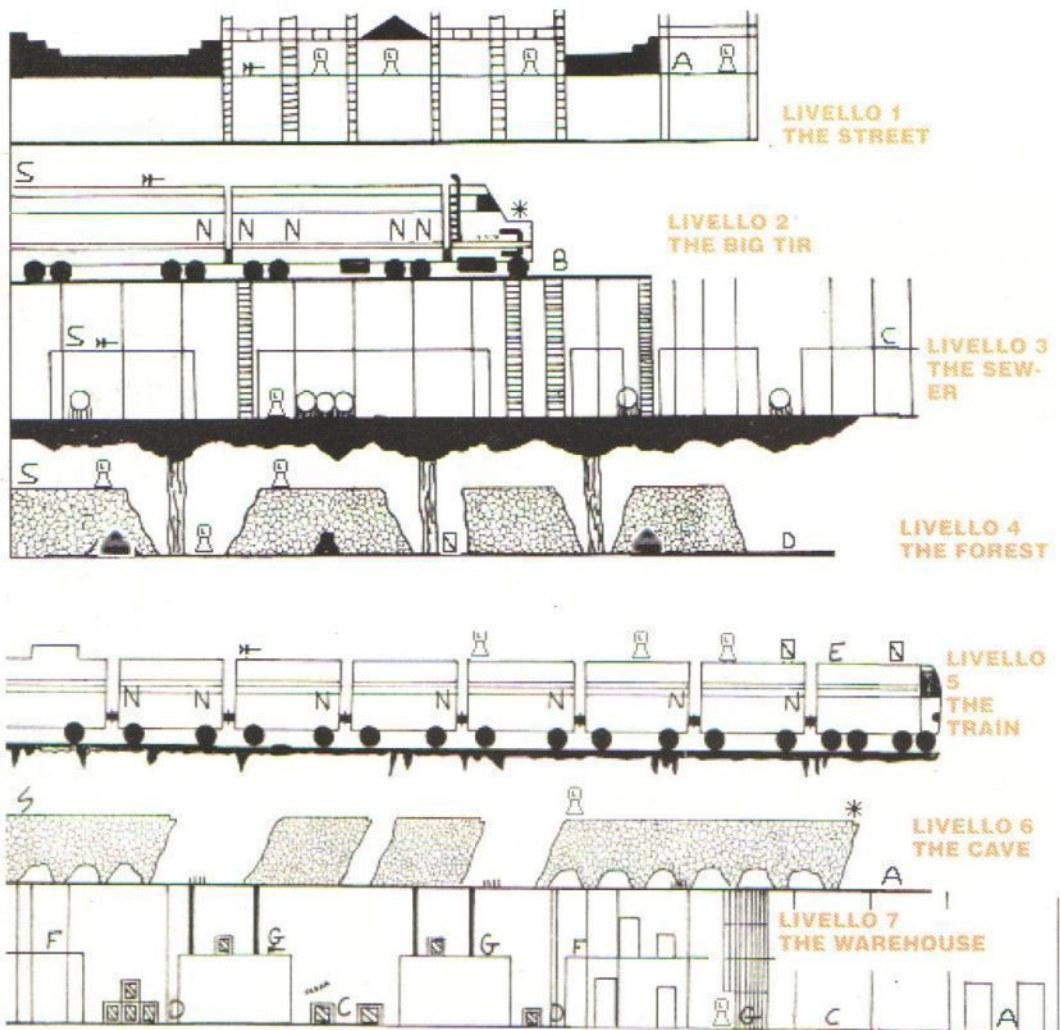 L L L A L
LIVELLO 1
THE STREET
S
N N N N N
B
LIVELLO 2
THE BIG TIR
S C
L
LIVELLO 3
THE SEW-
ER
S L L
L D
LIVELLO 4
THE FOREST
L L L E
N N N N N N N
LIVELLO
5
THE
TRAIN
S L
A
LIVELLO 6
THE CAVE
LIVELLO 7
THE WAREHOUSE
F G G F
D C D L G C A